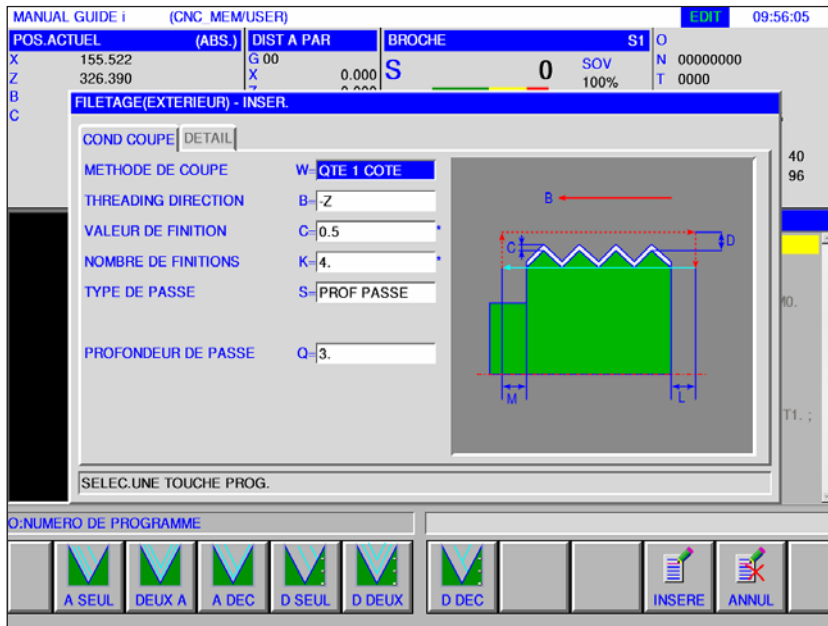 MANUAL GUIDE i (CNC_MEM/USER) EDIT 09:56:05
POS.ACTUEL (ABS.) DIST A PAR BROCHE S1 O
X 155.522 G 00 S 0 SOV N 00000000
Z 326.390 X 0.000 100% T 0000
B
C
FILETAGE(EXTERIEUR) - INSER.
COND COUPE DETAIL
METHODE DE COUPE W= QTE 1 COTE
THREADING DIRECTION B= -Z
VALEUR DE FINITION C= 0.5 *
NOMBRE DE FINITIONS K= 4. *
TYPE DE PASSE S= PROF PASSE
PROFONDEUR DE PASSE Q= 3.
B
C
D
M
L
40
96
M0.
T1. ;
SELEC.UNE TOUCHE PROG.
O:NUMERO DE PROGRAMME
A SEUL DEUX A A DEC D SEUL D DEUX D DEC INSERE ANNUL